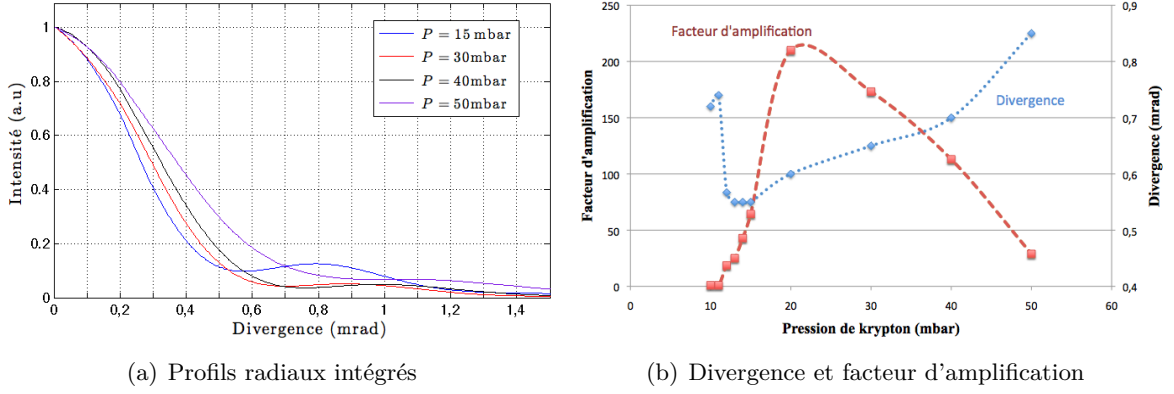 1
0.8
0.6
0.4
0.2
0
Intensité (a.u)
P = 15 mbar
P = 30mbar
P = 40mbar
P = 50mbar
0 0,2 0,4 0,6 0,8 1 1,2 1,4
Divergence (mrad)
(a) Profils radiaux intégrés
250
200
150
100
50
0
Facteur d'amplification
Facteur d'amplification
Divergence
0,9
0,8
0,7
0,6
0,5
0,4
Divergence (mrad)
0 10 20 30 40 50 60
Pression de krypton (mbar)
(b) Divergence et facteur d'amplification